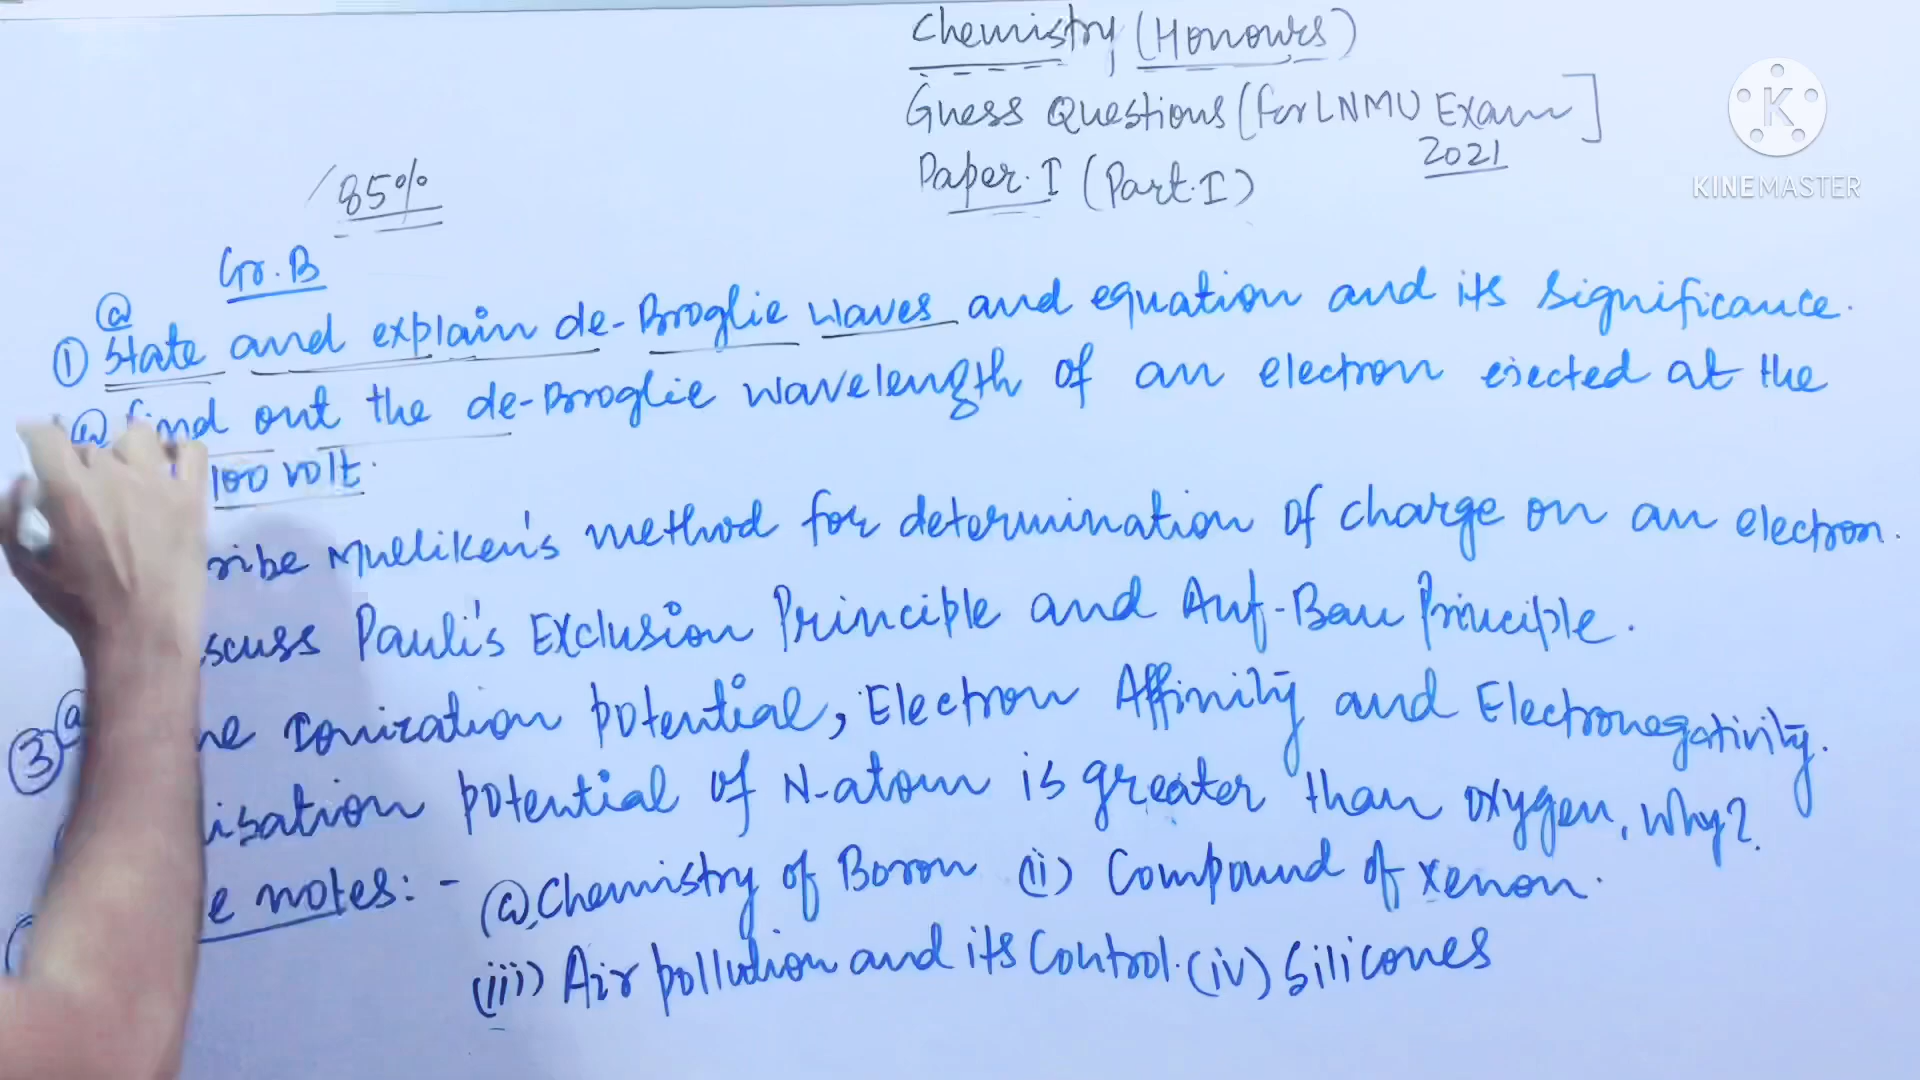 Chemistry (Honours)
Guess Questions [for LNMU Exam]
2021
Paper.I (Part.I)
85%
Gr.B
① ⓐ State and explain de-Broglie waves and equation and its significance.
find out the de-Broglie wavelength of an electron ejected at the
100 volt.
ribe Mulliken's method for determination of charge on an electron.
scuss Pauli's Exclusion Principle and Auf-Bau Principle.
③ ⓐ ne Ionization potential, Electron Affinity and Electronegativity.
isation potential of N-atom is greater than oxygen, why?
e notes: - ⓐ Chemistry of Boron (ii) Compound of xenon.
(iii) Air pollution and its Control. (iv) Silicones
K
KINEMASTER